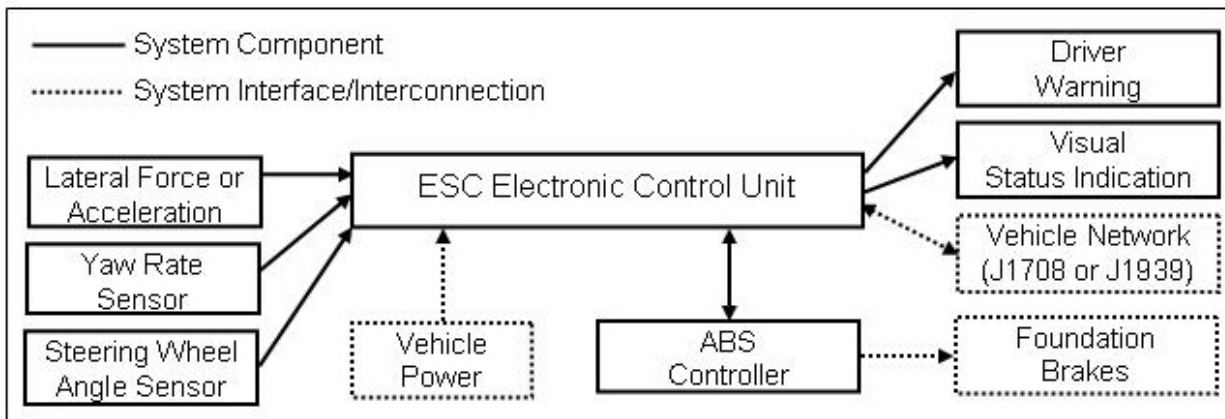 System Component
System Interface/Interconnection
Lateral Force or
Acceleration
Yaw Rate
Sensor
Steering Wheel
Angle Sensor
ESC Electronic Control Unit
Vehicle
Power
ABS
Controller
Driver
Warning
Visual
Status Indication
Vehicle Network
(J1708 or J1939)
Foundation
Brakes